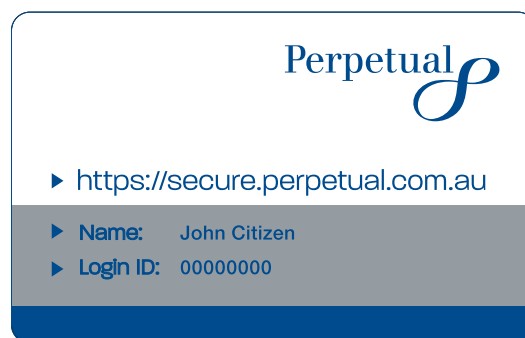 Perpetual
https://secure.perpetual.com.au
Name: John Citizen
Login ID: 00000000